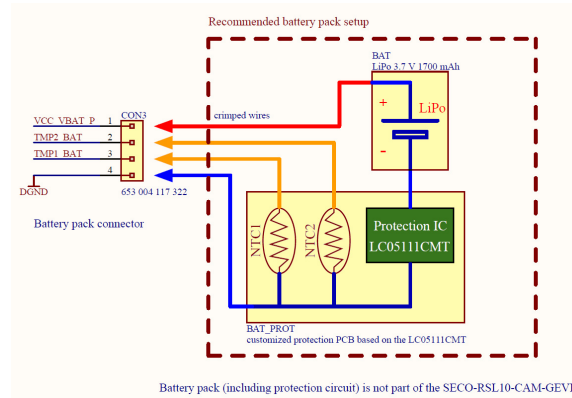 Recommended battery pack setup
BAT
LiPo 3.7 V 1700 mAh
+
LiPo
-
CON3
crimped wires
VCC_VBAT_P 1
TMP2_BAT 2
TMP1_BAT 3
4
DGND
653 004 117 322
Battery pack connector
NTC1
NTC2
Protection IC
LC05111CMT
BAT_PROT
customized protection PCB based on the LC05111CMT
Battery pack (including protection circuit) is not part of the SECO-RSL10-CAM-GEV